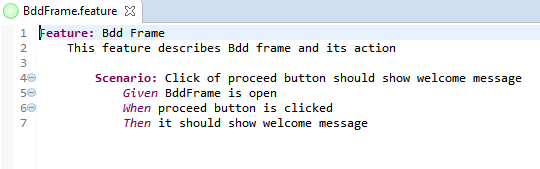 BddFrame.feature
1 Feature: Bdd Frame
2 This feature describes Bdd frame and its action
3
4 Scenario: Click of proceed button should show welcome message
5 Given BddFrame is open
6 When proceed button is clicked
7 Then it should show welcome message